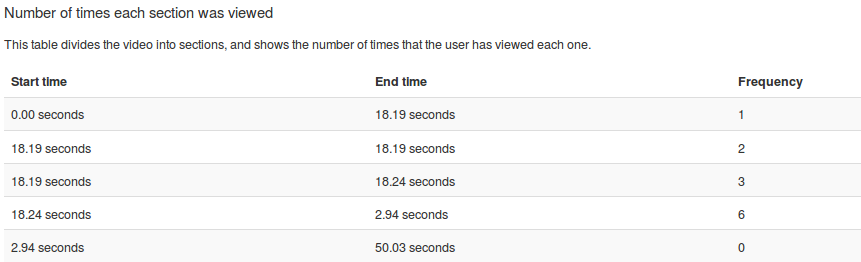 Number of times each section was viewed
This table divides the video into sections, and shows the number of times that the user has viewed each one.
Start time End time Frequency
0.00 seconds 18.19 seconds 1
18.19 seconds 18.19 seconds 2
18.19 seconds 18.24 seconds 3
18.24 seconds 2.94 seconds 6
2.94 seconds 50.03 seconds 0